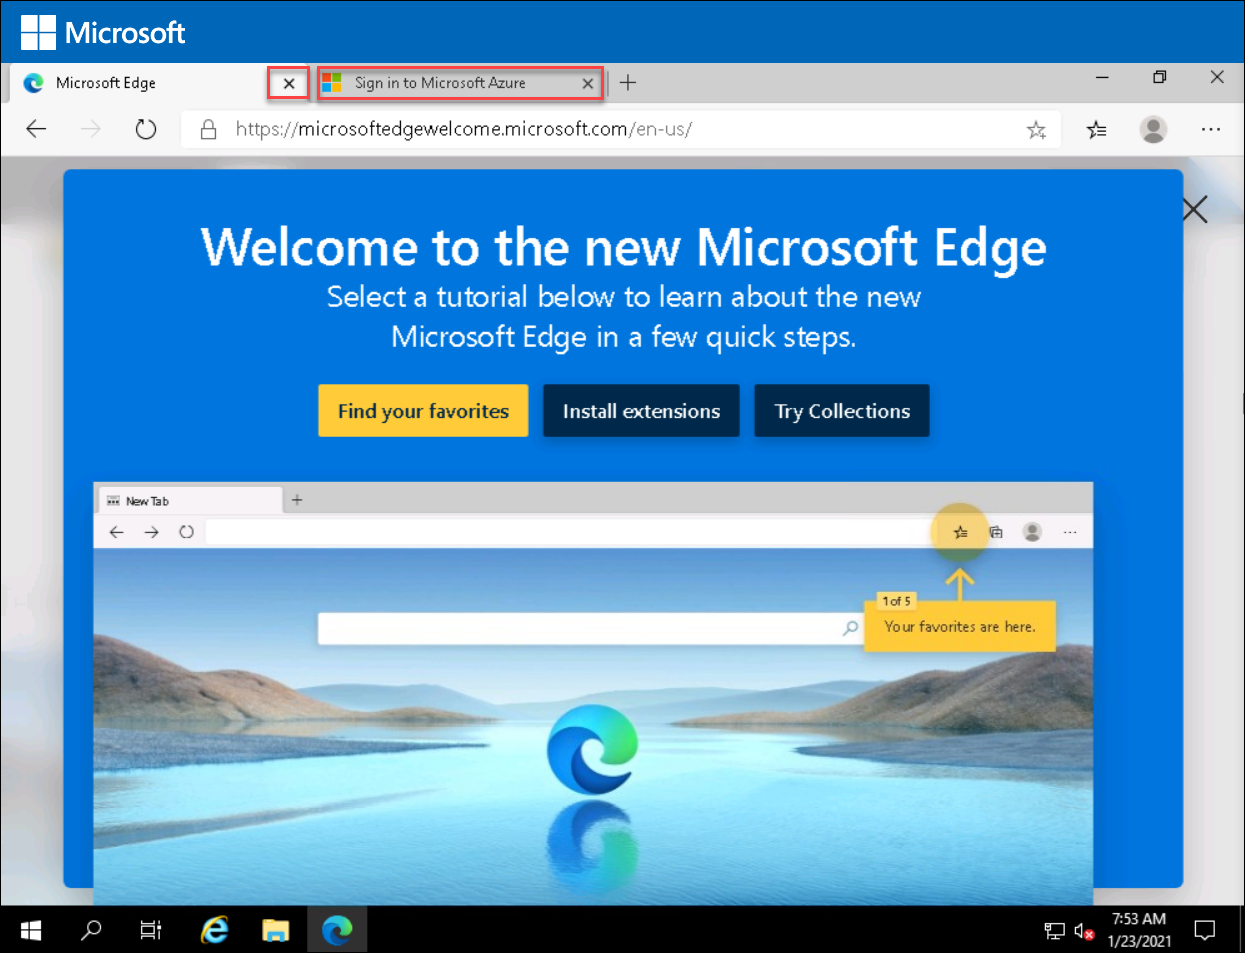 Microsoft
Microsoft Edge
Sign in to Microsoft Azure
https://microsoftedgewelcome.microsoft.com/en-us/
Welcome to the new Microsoft Edge
Select a tutorial below to learn about the new
Microsoft Edge in a few quick steps.
Find your favorites
Install extensions
Try Collections
New Tab
1 of 5
Your favorites are here.
7:53 AM
1/23/2021